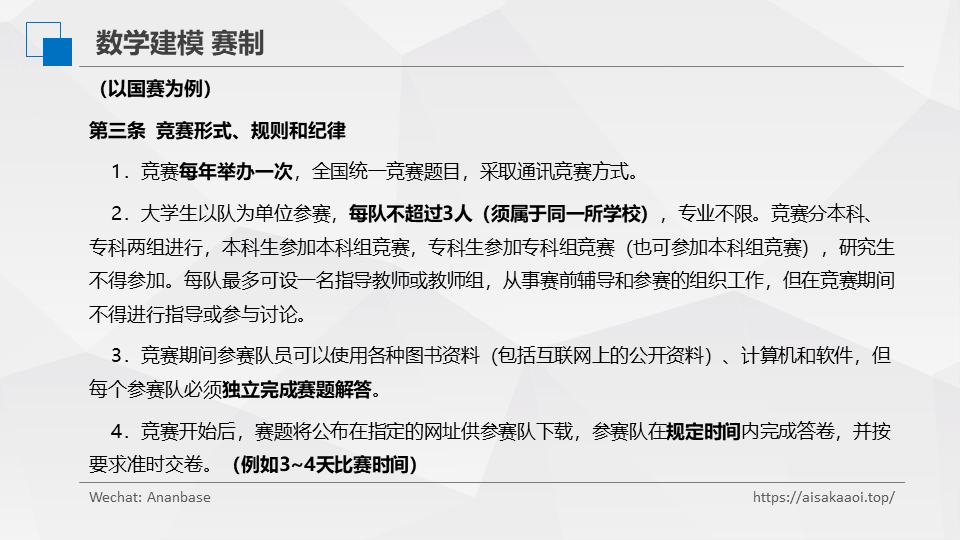 数学建模 赛制
（以国赛为例）
第三条 竞赛形式、规则和纪律
1．竞赛每年举办一次，全国统一竞赛题目，采取通讯竞赛方式。
2．大学生以队为单位参赛，每队不超过3人（须属于同一所学校），专业不限。竞赛分本科、
专科两组进行，本科生参加本科组竞赛，专科生参加专科组竞赛（也可参加本科组竞赛），研究生
不得参加。每队最多可设一名指导教师或教师组，从事赛前辅导和参赛的组织工作，但在竞赛期间
不得进行指导或参与讨论。
3．竞赛期间参赛队员可以使用各种图书资料（包括互联网上的公开资料）、计算机和软件，但
每个参赛队必须独立完成赛题解答。
4．竞赛开始后，赛题将公布在指定的网址供参赛队下载，参赛队在规定时间内完成答卷，并按
要求准时交卷。（例如3~4天比赛时间）
Wechat: Ananbase
https://aisakaaoi.top/